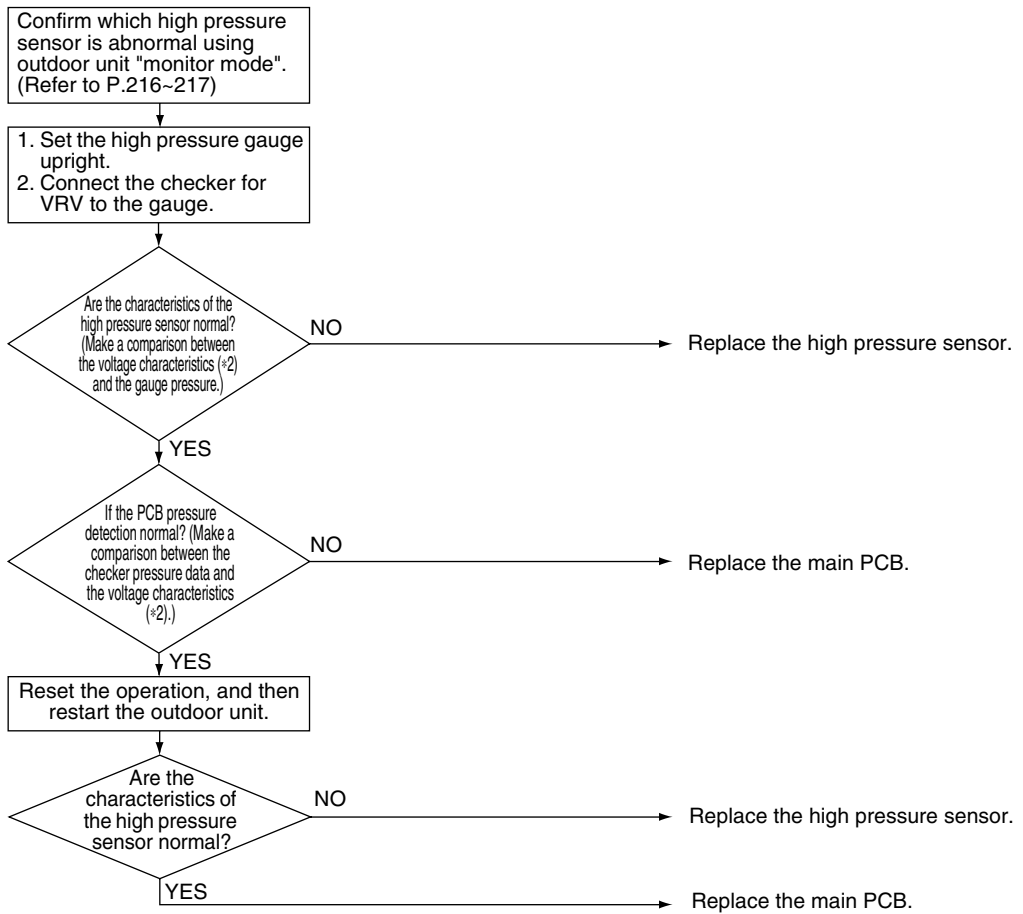 Confirm which high pressure
sensor is abnormal using
outdoor unit "monitor mode".
(Refer to P.216~217)
1. Set the high pressure gauge
upright.
2. Connect the checker for
VRV to the gauge.
Are the characteristics of the
high pressure sensor normal?
(Make a comparison between
the voltage characteristics (*2)
and the gauge pressure.)
NO
Replace the high pressure sensor.
YES
If the PCB pressure
detection normal? (Make a
comparison between the
checker pressure data and
the voltage characteristics
(*2).)
NO
Replace the main PCB.
YES
Reset the operation, and then
restart the outdoor unit.
Are the
characteristics of
the high pressure
sensor normal?
NO
Replace the high pressure sensor.
YES
Replace the main PCB.